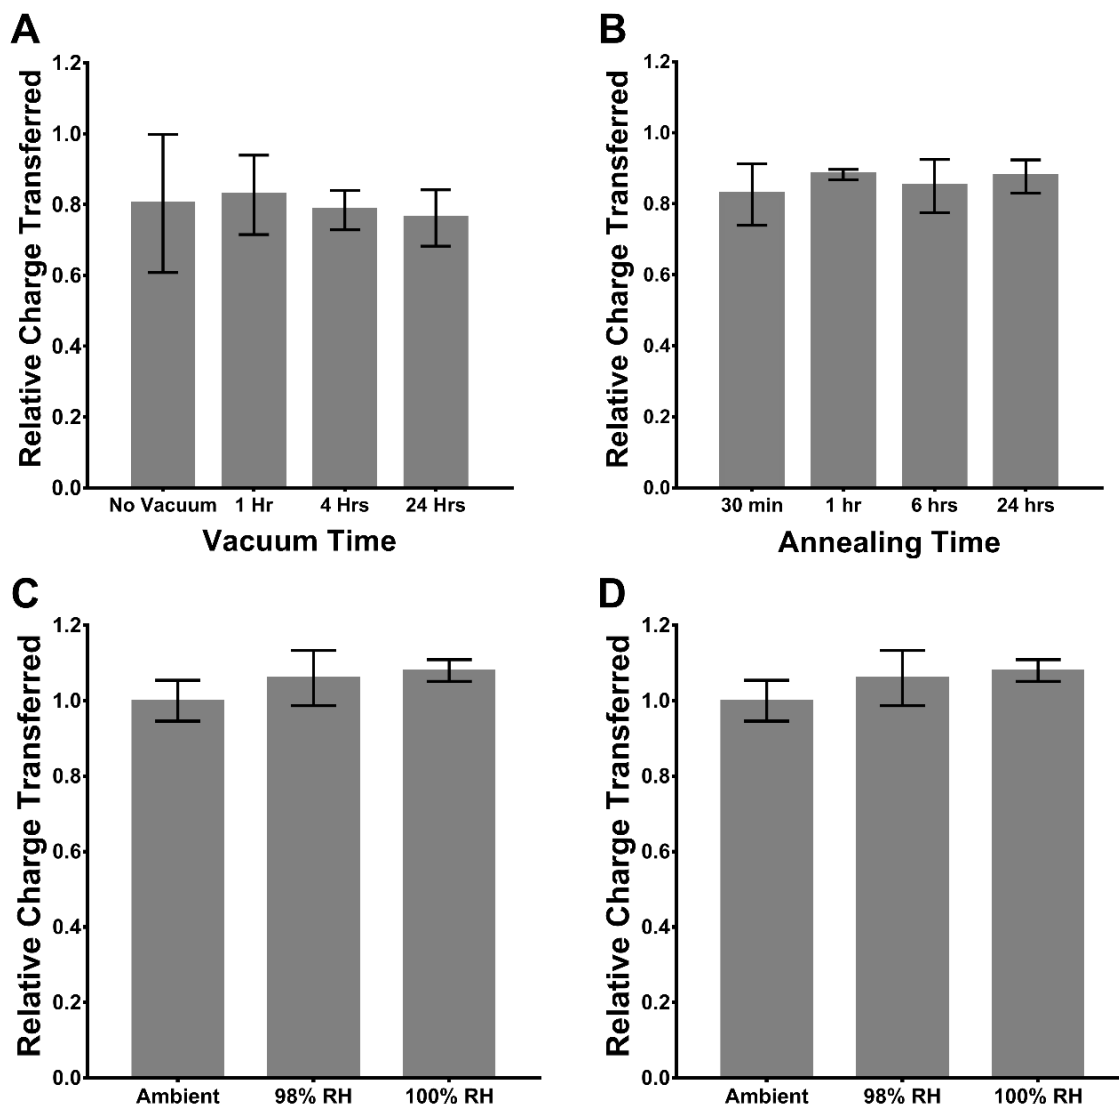 A
Relative Charge Transferred
1.2
1.0
0.8
0.6
0.4
0.2
0.0
No Vacuum 1 Hr 4 Hrs 24 Hrs
Vacuum Time
B
Relative Charge Transferred
1.2
1.0
0.8
0.6
0.4
0.2
0.0
30 min 1 hr 6 hrs 24 hrs
Annealing Time
C
Relative Charge Transferred
1.2
1.0
0.8
0.6
0.4
0.2
0.0
Ambient 98% RH 100% RH
D
Relative Charge Transferred
1.2
1.0
0.8
0.6
0.4
0.2
0.0
Ambient 98% RH 100% RH